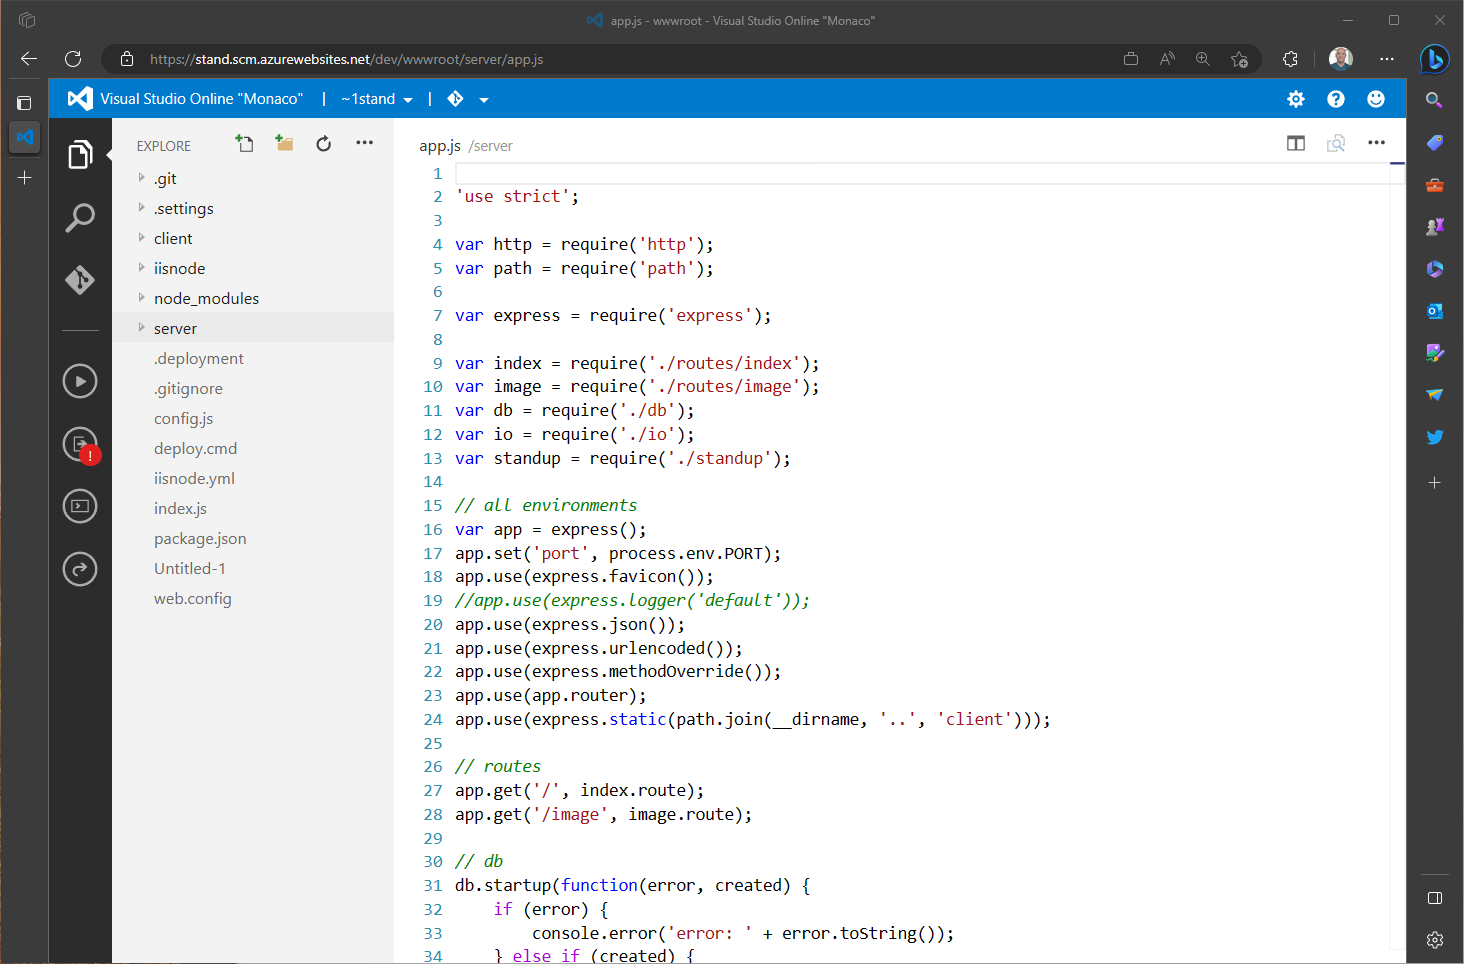 app.js - wwwroot - Visual Studio Online "Monaco"
https://stand.scm.azurewebsites.net/dev/wwwroot/server/app.js
Visual Studio Online "Monaco" | ~1stand |
EXPLORE
.git
.settings
client
iisnode
node_modules
server
.deployment
.gitignore
config.js
deploy.cmd
iisnode.yml
index.js
package.json
Untitled-1
web.config
app.js /server
1
2 'use strict';
3
4 var http = require('http');
5 var path = require('path');
6
7 var express = require('express');
8
9 var index = require('./routes/index');
10 var image = require('./routes/image');
11 var db = require('./db');
12 var io = require('./io');
13 var standup = require('./standup');
14
15 // all environments
16 var app = express();
17 app.set('port', process.env.PORT);
18 app.use(express.favicon());
19 //app.use(express.logger('default'));
20 app.use(express.json());
21 app.use(express.urlencoded());
22 app.use(express.methodOverride());
23 app.use(app.router);
24 app.use(express.static(path.join(__dirname, '..', 'client')));
25
26 // routes
27 app.get('/', index.route);
28 app.get('/image', image.route);
29
30 // db
31 db.startup(function(error, created) {
32 if (error) {
33 console.error('error: ' + error.toString());
34 } else if (created) {